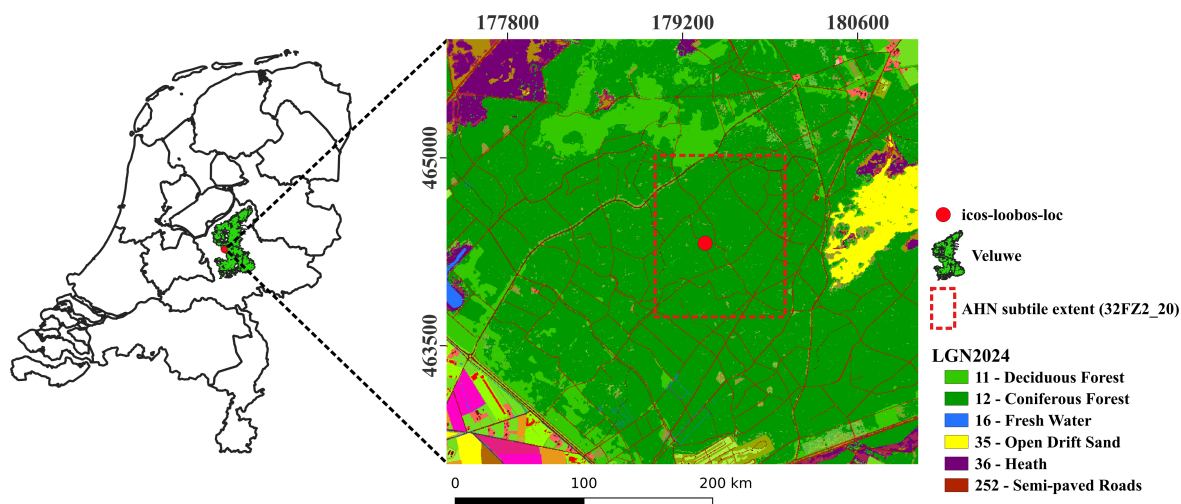 177800 179200 180600
465000
463500
icos-loobos-loc
Veluwe
AHN subtile extent (32FZ2_20)
LGN2024
11 - Deciduous Forest
12 - Coniferous Forest
16 - Fresh Water
35 - Open Drift Sand
36 - Heath
252 - Semi-paved Roads
0 100 200 km